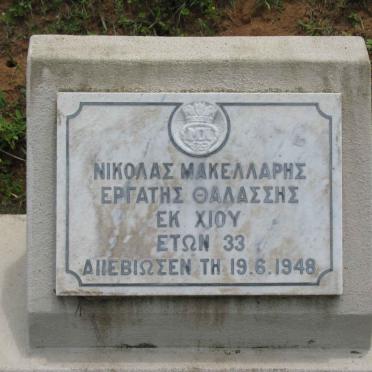 ΝΙΚΟΛΑΣ ΜΑΚΕΛΛΑΡΗΣ
ΕΡΓΑΤΗΣ ΘΑΛΑΣΣΗΣ
ΕΚ ΧΙΟΥ
ΕΤΩΝ 33
ΑΠΕΒΙΩΣΕΝ ΤΗ 19.6.1948